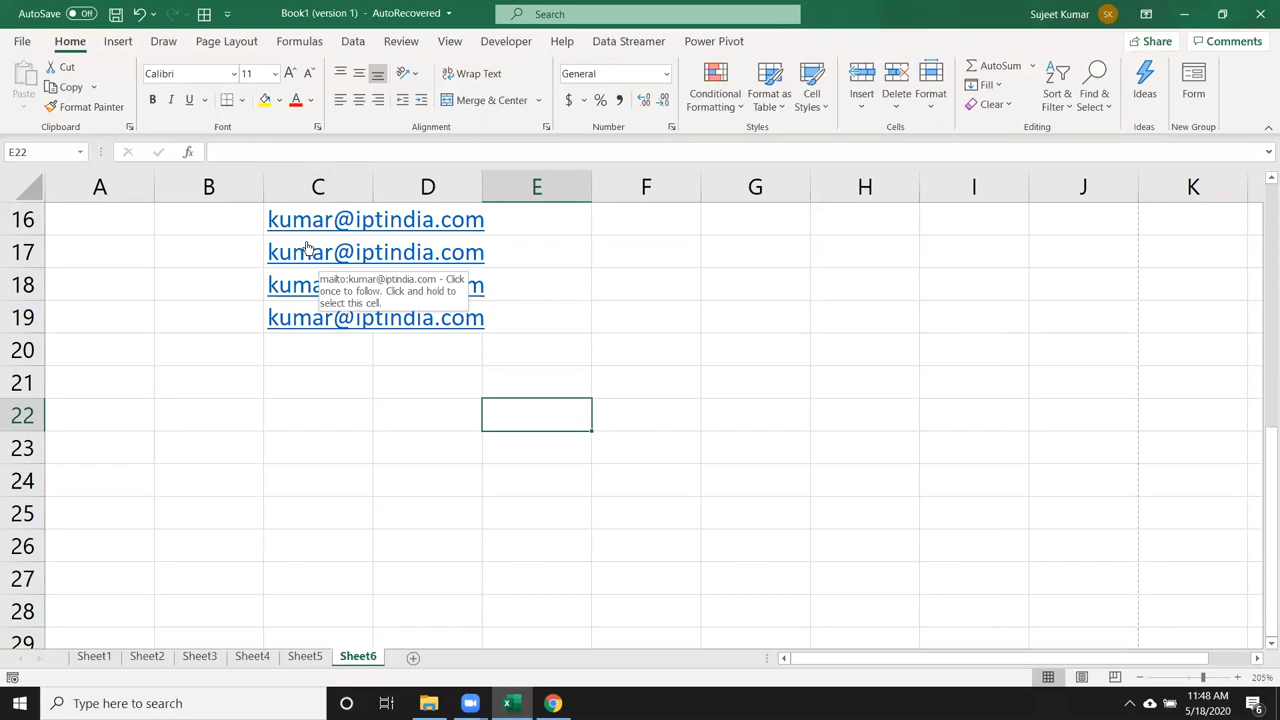 AutoSave Off Book1 (version 1) - AutoRecovered Search Sujeet Kumar SK
File Home Insert Draw Page Layout Formulas Data Review View Developer Help Data Streamer Power Pivot Share Comments
Paste Cut Copy Format Painter Clipboard
Calibri 11 B I U A Font
Wrap Text Merge & Center Alignment
General $ % , Number
Conditional Formatting Format as Table Cell Styles Styles
Insert Delete Format Cells
AutoSum Fill Clear Sort & Filter Find & Select Editing
Ideas Ideas
Form New Group
E22 fx
A B C D E F G H I J K
16 kumar@iptindia.com
17 kumar@iptindia.com
mailto:kumar@iptindia.com - Click
once to follow. Click and hold to
select this cell.
18 kuma m
19 kumar@iptindia.com
20
21
22
23
24
25
26
27
28
29
Sheet1 Sheet2 Sheet3 Sheet4 Sheet5 Sheet6
205%
Type here to search
11:48 AM
5/18/2020
6